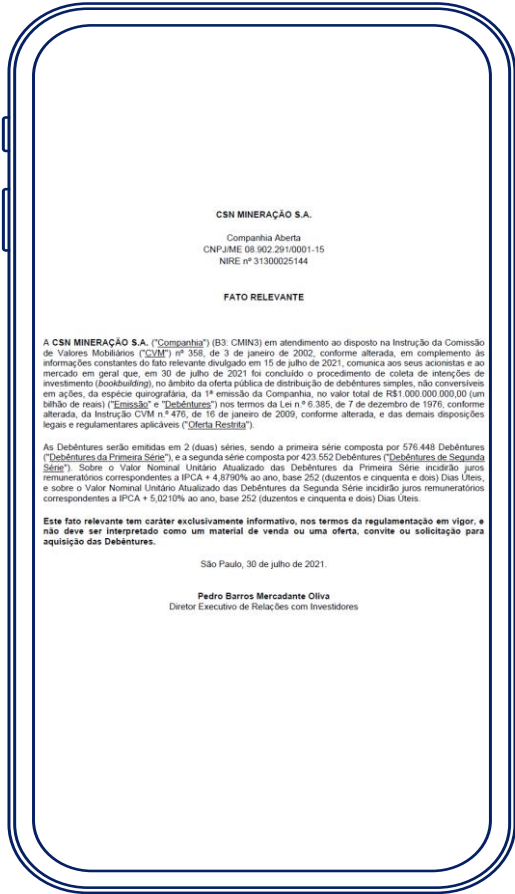 CSN MINERAÇÃO S.A.
Companhia Aberta
CNPJ/ME 08.902.291/0001-15
NIRE nº 31300025144
FATO RELEVANTE
A CSN MINERAÇÃO S.A. ("Companhia") (B3: CMIN3) em atendimento ao disposto na Instrução da Comissão
de Valores Mobiliários ("CVM") nº 358, de 3 de janeiro de 2002, conforme alterada, em complemento às
informações constantes do fato relevante divulgado em 15 de julho de 2021, comunica aos seus acionistas e ao
mercado em geral que, em 30 de julho de 2021 foi concluído o procedimento de coleta de intenções de
investimento (bookbuilding), no âmbito da oferta pública de distribuição de debêntures simples, não conversíveis
em ações, da espécie quirografária, da 1ª emissão da Companhia, no valor total de R$1.000.000.000,00 (um
bilhão de reais) ("Emissão" e "Debêntures") nos termos da Lei n.º 6.385, de 7 de dezembro de 1976, conforme
alterada, da Instrução CVM n.º 476, de 16 de janeiro de 2009, conforme alterada, e das demais disposições
legais e regulamentares aplicáveis ("Oferta Restrita").
As Debêntures serão emitidas em 2 (duas) séries, sendo a primeira série composta por 576.448 Debêntures
("Debêntures da Primeira Série"), e a segunda série composta por 423.552 Debêntures ("Debêntures de Segunda
Série"). Sobre o Valor Nominal Unitário Atualizado das Debêntures da Primeira Série incidirão juros
remuneratórios correspondentes a IPCA + 4,8790% ao ano, base 252 (duzentos e cinquenta e dois) Dias Úteis,
e sobre o Valor Nominal Unitário Atualizado das Debêntures da Segunda Série incidirão juros remuneratórios
correspondentes a IPCA + 5,0210% ao ano, base 252 (duzentos e cinquenta e dois) Dias Úteis.
Este fato relevante tem caráter exclusivamente informativo, nos termos da regulamentação em vigor, e
não deve ser interpretado como um material de venda ou uma oferta, convite ou solicitação para
aquisição das Debêntures.
São Paulo, 30 de julho de 2021.
Pedro Barros Mercadante Oliva
Diretor Executivo de Relações com Investidores